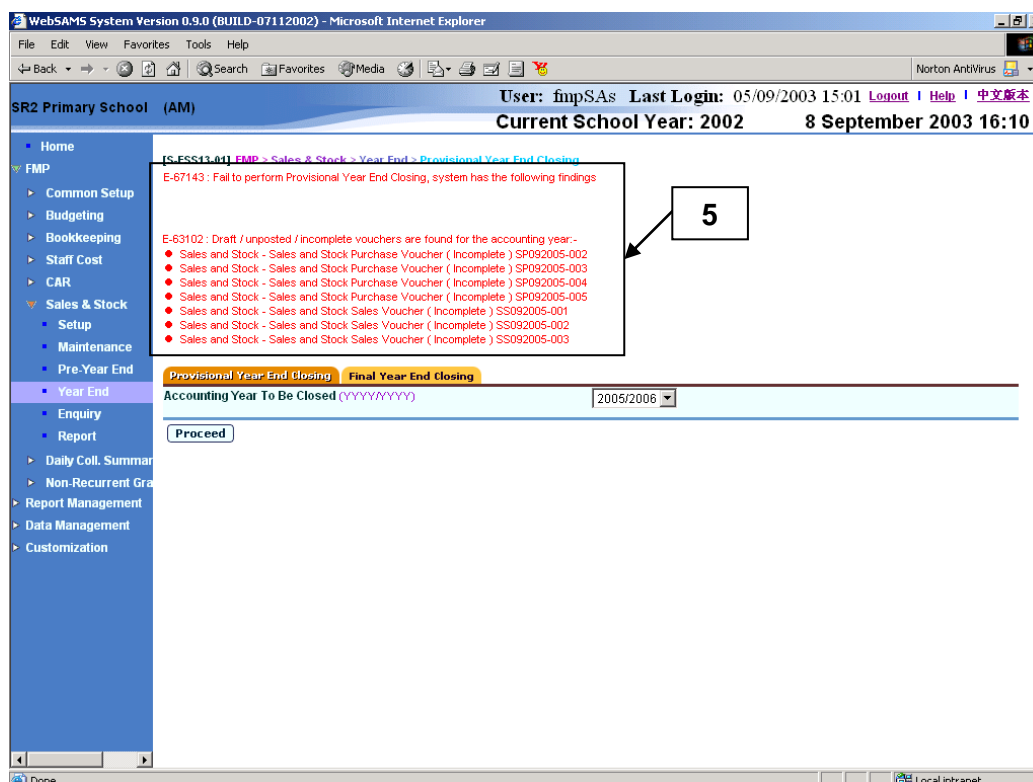 WebSAMS System Version 0.9.0 (BUILD-07112002) - Microsoft Internet Explorer
File Edit View Favorites Tools Help
Back Search Favorites Media Norton AntiVirus
SR2 Primary School (AM)
User: fmpSAs Last Login: 05/09/2003 15:01 Logout | Help | 中文版本
Current School Year: 2002 8 September 2003 16:10
Home
FMP
Common Setup
Budgeting
Bookkeeping
Staff Cost
CAR
Sales & Stock
Setup
Maintenance
Pre-Year End
Year End
Enquiry
Report
Daily Coll. Summar
Non-Recurrent Gra
Report Management
Data Management
Customization
[S-FSS13-01] FMP > Sales & Stock > Year End > Provisional Year End Closing
E-67143 : Fail to perform Provisional Year End Closing, system has the following findings
E-63102 : Draft / unposted / incomplete vouchers are found for the accounting year:-
Sales and Stock - Sales and Stock Purchase Voucher ( Incomplete ) SP092005-002
Sales and Stock - Sales and Stock Purchase Voucher ( Incomplete ) SP092005-003
Sales and Stock - Sales and Stock Purchase Voucher ( Incomplete ) SP092005-004
Sales and Stock - Sales and Stock Purchase Voucher ( Incomplete ) SP092005-005
Sales and Stock - Sales and Stock Sales Voucher ( Incomplete ) SS092005-001
Sales and Stock - Sales and Stock Sales Voucher ( Incomplete ) SS092005-002
Sales and Stock - Sales and Stock Sales Voucher ( Incomplete ) SS092005-003
5
Provisional Year End Closing Final Year End Closing
Accounting Year To Be Closed (YYYY/YYYY) 2005/2006
Proceed
Done Local intranet